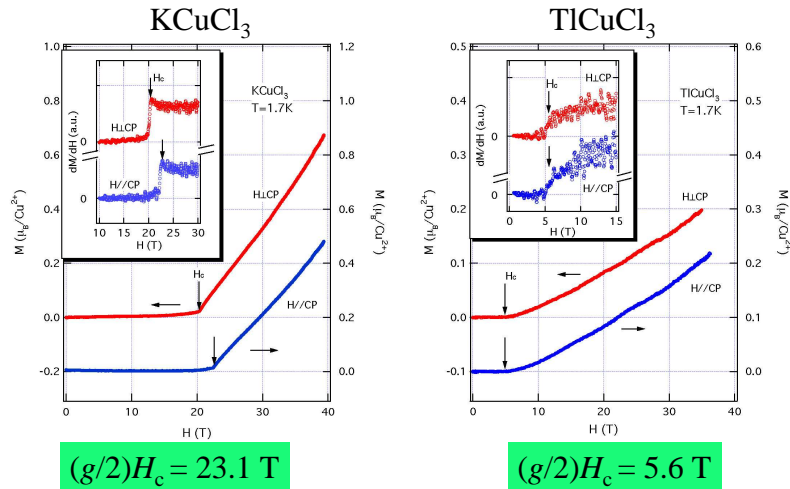 KCuCl3
TlCuCl3
1.0
0.8
0.6
0.4
0.2
0.0
-0.2
M (μB/Cu2+)
1.2
1.0
0.8
0.6
0.4
0.2
0.0
M (μB/Cu2+)
0
10
20
30
40
H (T)
KCuCl3
T=1.7K
H⊥CP
H//CP
Hc
Hc
H⊥CP
H//CP
dM/dH (a.u.)
0
0
10
15
20
25
30
H (T)
0.5
0.4
0.3
0.2
0.1
0.0
-0.1
M (μB/Cu2+)
0.6
0.5
0.4
0.3
0.2
0.1
0.0
M (μB/Cu2+)
0
10
20
30
40
H (T)
TlCuCl3
T=1.7K
H⊥CP
H//CP
Hc
Hc
H⊥CP
H//CP
dM/dH (a.u.)
0
0
0
5
10
15
H (T)
(g/2)Hc = 23.1 T
(g/2)Hc = 5.6 T